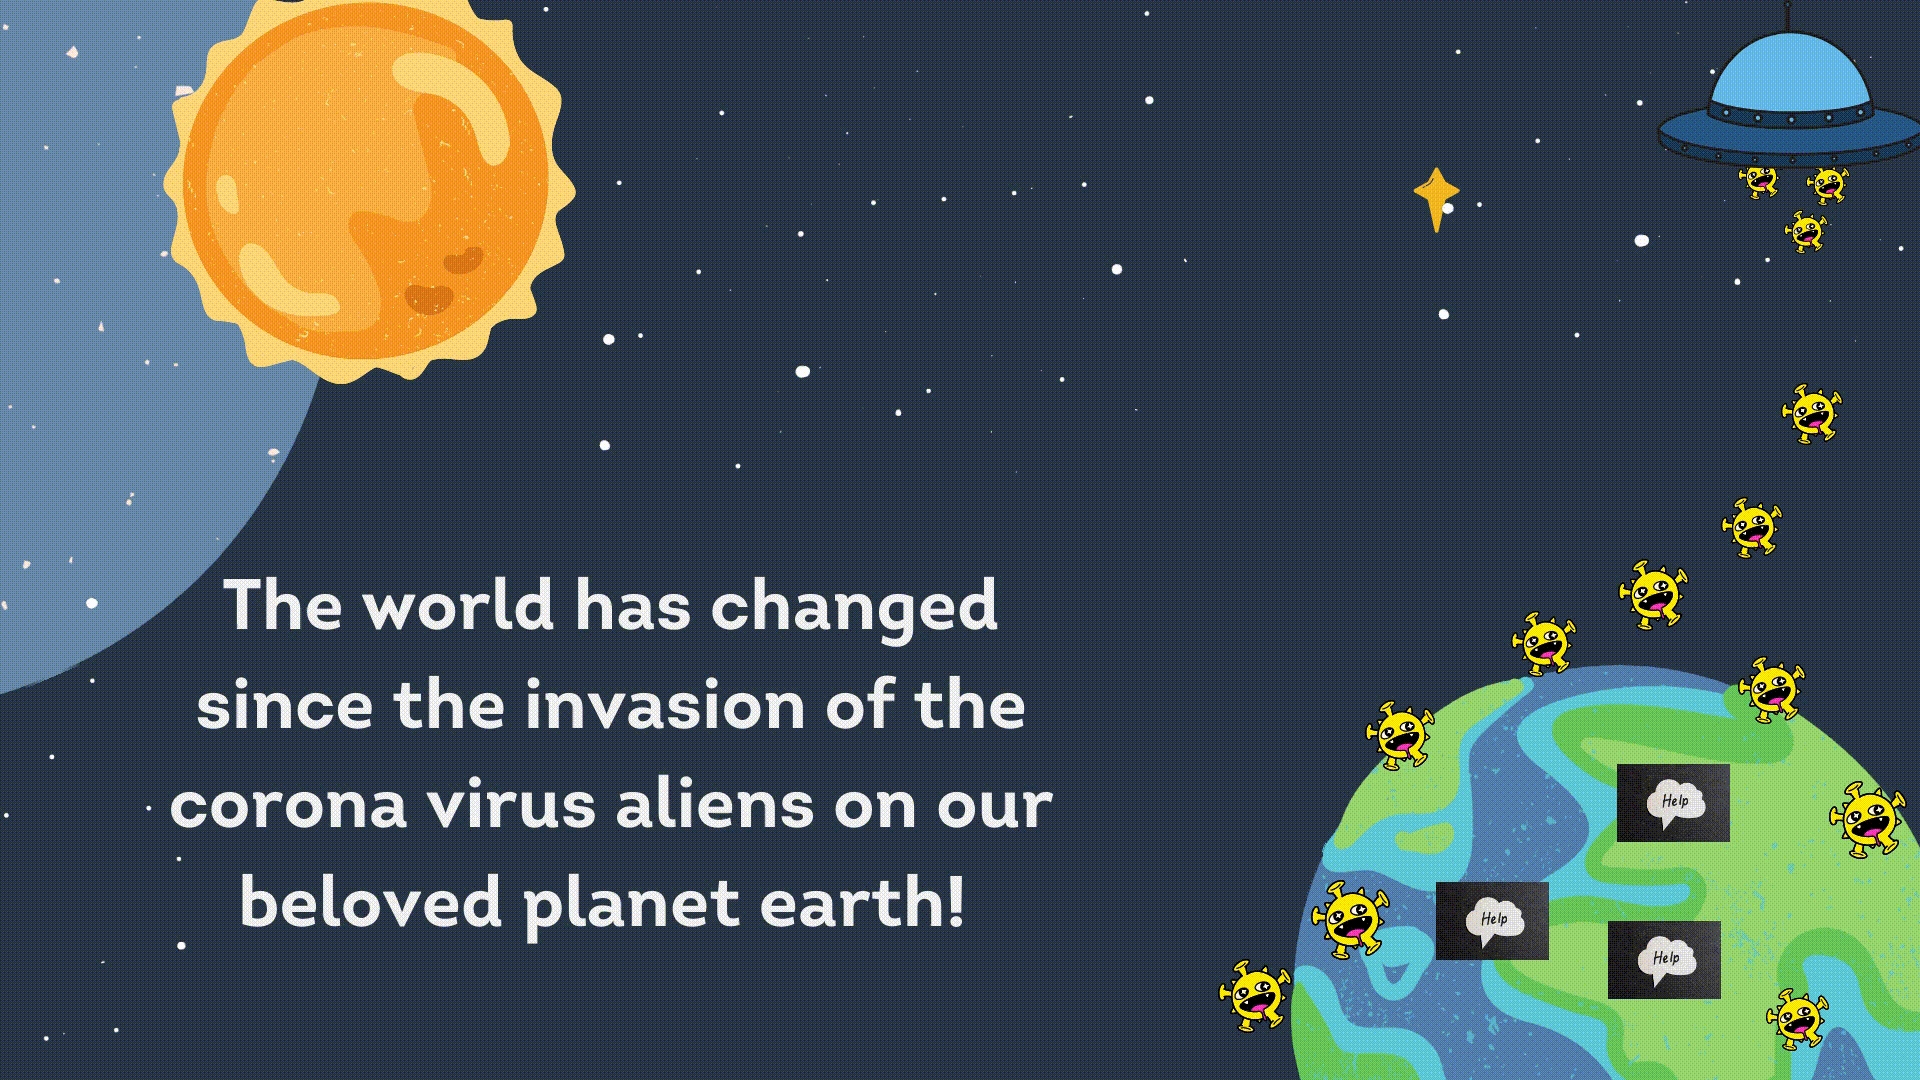 The world has changed
since the invasion of the
corona virus aliens on our
beloved planet earth!
Help
Help
Help